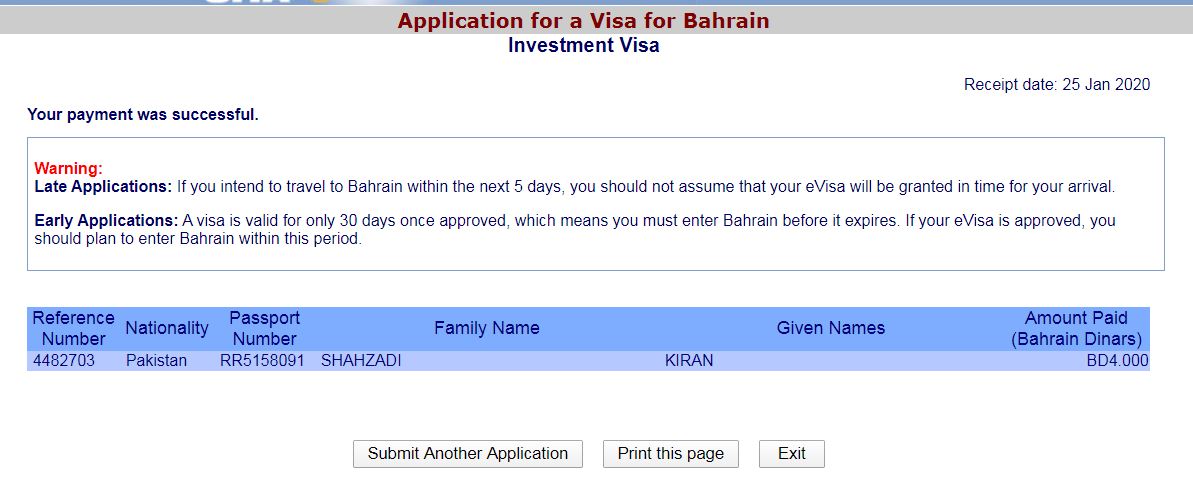 Application for a Visa for Bahrain
Investment Visa
Receipt date: 25 Jan 2020
Your payment was successful.
Warning:
Late Applications: If you intend to travel to Bahrain within the next 5 days, you should not assume that your eVisa will be granted in time for your arrival.
Early Applications: A visa is valid for only 30 days once approved, which means you must enter Bahrain before it expires. If your eVisa is approved, you
should plan to enter Bahrain within this period.
Reference Number Nationality Passport Number Family Name Given Names Amount Paid (Bahrain Dinars)
4482703 Pakistan RR5158091 SHAHZADI KIRAN BD4.000
Submit Another Application Print this page Exit